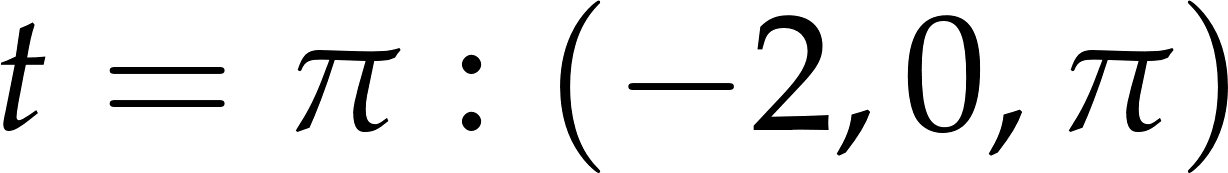 t = π : (−2, 0, π)